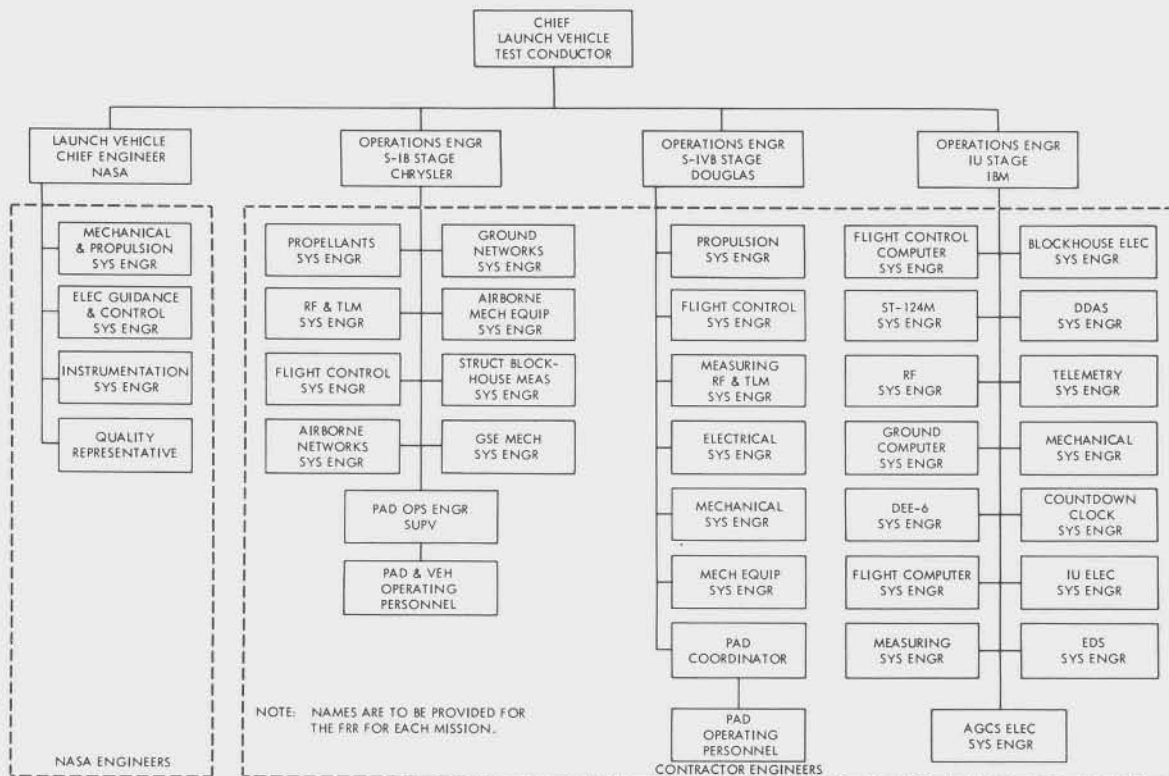 CHIEF
LAUNCH VEHICLE
TEST CONDUCTOR
LAUNCH VEHICLE
CHIEF ENGINEER
NASA
OPERATIONS ENGR
S-IB STAGE
CHRYSLER
OPERATIONS ENGR
S-IVB STAGE
DOUGLAS
OPERATIONS ENGR
IU STAGE
IBM
MECHANICAL
& PROPULSION
SYS ENGR
ELEC GUIDANCE
& CONTROL
SYS ENGR
INSTRUMENTATION
SYS ENGR
QUALITY
REPRESENTATIVE
NASA ENGINEERS
PROPELLANTS
SYS ENGR
GROUND
NETWORKS
SYS ENGR
RF & TLM
SYS ENGR
AIRBORNE
MECH EQUIP
SYS ENGR
FLIGHT CONTROL
SYS ENGR
STRUCT BLOCK-
HOUSE MEAS
SYS ENGR
AIRBORNE
NETWORKS
SYS ENGR
GSE MECH
SYS ENGR
PAD OPS ENGR
SUPV
PAD & VEH
OPERATING
PERSONNEL
PROPULSION
SYS ENGR
FLIGHT CONTROL
SYS ENGR
MEASURING
RF & TLM
SYS ENGR
ELECTRICAL
SYS ENGR
MECHANICAL
SYS ENGR
MECH EQUIP
SYS ENGR
PAD
COORDINATOR
PAD
OPERATING
PERSONNEL
FLIGHT CONTROL
COMPUTER
SYS ENGR
BLOCKHOUSE ELEC
SYS ENGR
ST-124M
SYS ENGR
DDAS
SYS ENGR
RF
SYS ENGR
TELEMETRY
SYS ENGR
GROUND
COMPUTER
SYS ENGR
MECHANICAL
SYS ENGR
DEE-6
SYS ENGR
COUNTDOWN
CLOCK
SYS ENGR
FLIGHT COMPUTER
SYS ENGR
IU ELEC
SYS ENGR
MEASURING
SYS ENGR
EDS
SYS ENGR
AGCS ELEC
SYS ENGR
NOTE: NAMES ARE TO BE PROVIDED FOR
THE FRR FOR EACH MISSION.
CONTRACTOR ENGINEERS